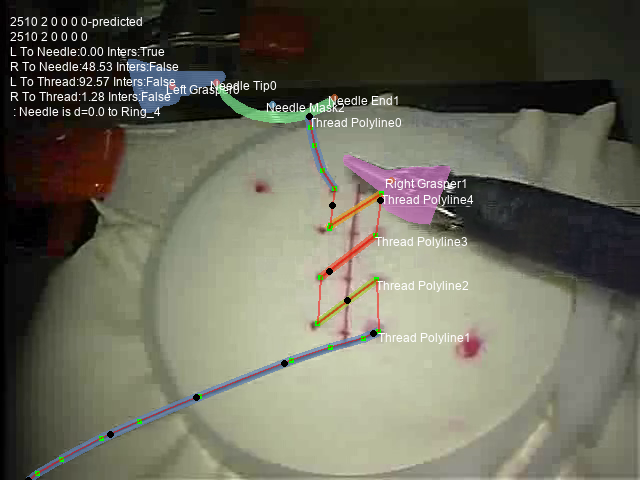 2510 2 0 0 0 0-predicted
2510 2 0 0 0 0
L To Needle:0.00 Inters:True
R To Needle:48.53 Inters:False
L To Thread:92.57 Inters:False
R To Thread:1.28 Inters:False
: Needle is d=0.0 to Ring_4
Left Grasper0
Needle Tip0
Needle Mask2
Needle End1
Thread Polyline0
Right Grasper1
Thread Polyline4
Thread Polyline3
Thread Polyline2
Thread Polyline1